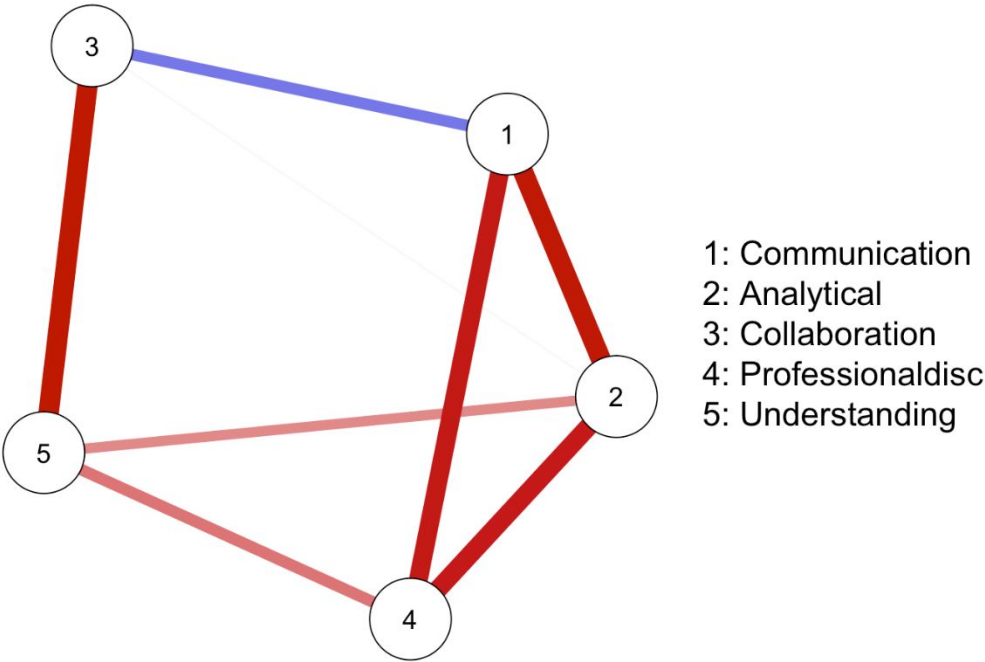 3
1
2
5
4
1: Communication
2: Analytical
3: Collaboration
4: Professionaldisc
5: Understanding